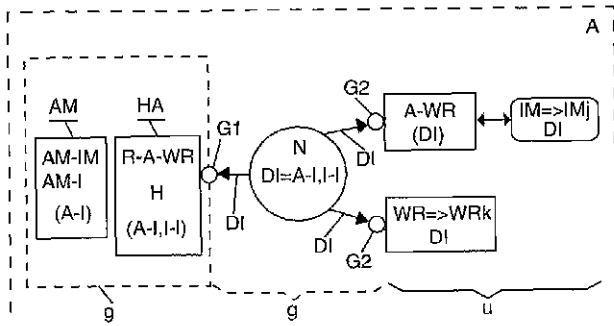 A
AM
HA
AM-IM
AM-I
(A-I)
R-A-WR
H
(A-I,I-I)
G1
DI
N
DI=A-I,I-I
G2
DI
A-WR
(DI)
IM=>IMj
DI
DI
G2
WR=>WRk
DI
g
g
u